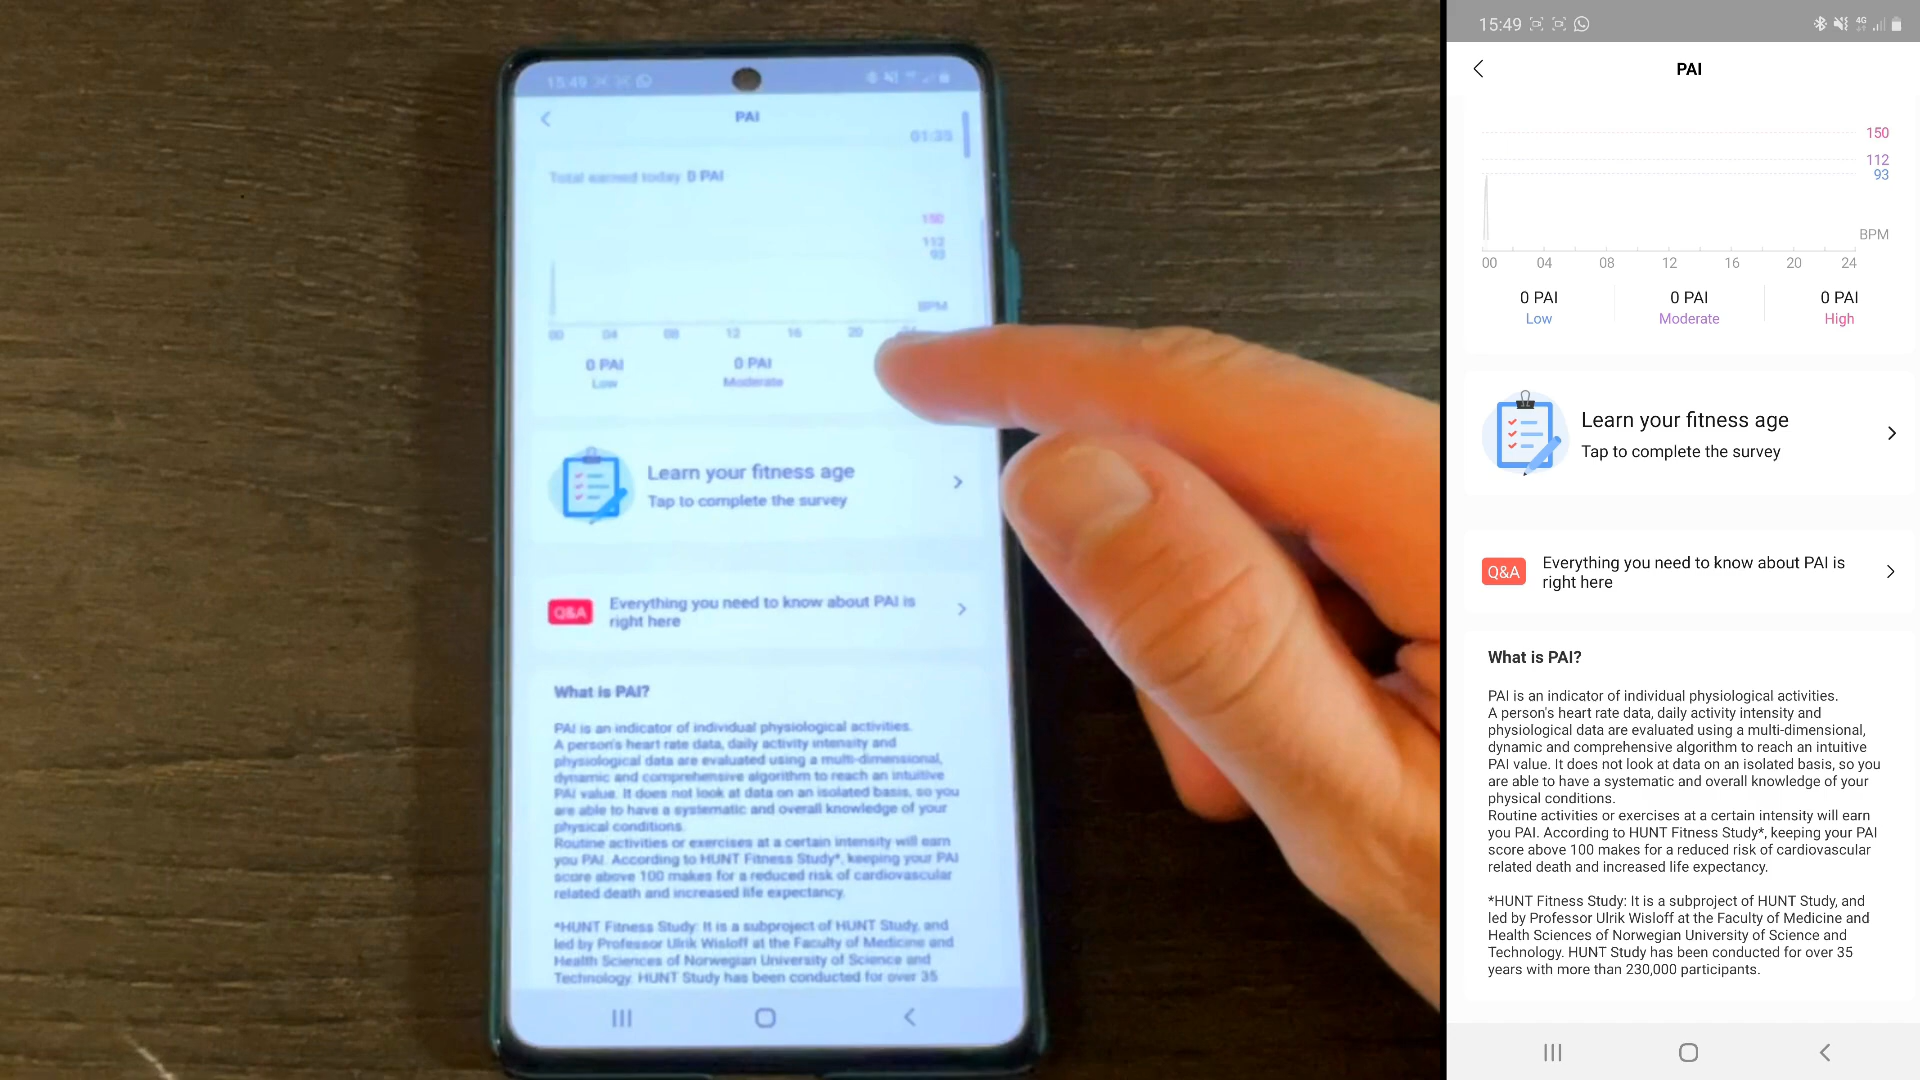 15:49
PAI
01:35
Total earned today 0 PAI
150
112
93
BPM
00 04 08 12 16 20
0 PAI
Low
0 PAI
Moderate
Learn your fitness age
Tap to complete the survey
Q&A
Everything you need to know about PAI is
right here
What is PAI?
PAI is an indicator of individual physiological activities.
A person's heart rate data, daily activity intensity and
physiological data are evaluated using a multi-dimensional,
dynamic and comprehensive algorithm to reach an intuitive
PAI value. It does not look at data on an isolated basis, so you
are able to have a systematic and overall knowledge of your
physical conditions.
Routine activities or exercises at a certain intensity will earn
you PAI. According to HUNT Fitness Study*, keeping your PAI
score above 100 makes for a reduced risk of cardiovascular
related death and increased life expectancy.
*HUNT Fitness Study: It is a subproject of HUNT Study, and
led by Professor Ulrik Wisloff at the Faculty of Medicine and
Health Sciences of Norwegian University of Science and
Technology. HUNT Study has been conducted for over 35
15:49
4G
PAI
150
112
93
BPM
00 04 08 12 16 20 24
0 PAI
Low
0 PAI
Moderate
0 PAI
High
Learn your fitness age
Tap to complete the survey
Q&A
Everything you need to know about PAI is
right here
What is PAI?
PAI is an indicator of individual physiological activities.
A person's heart rate data, daily activity intensity and
physiological data are evaluated using a multi-dimensional,
dynamic and comprehensive algorithm to reach an intuitive
PAI value. It does not look at data on an isolated basis, so you
are able to have a systematic and overall knowledge of your
physical conditions.
Routine activities or exercises at a certain intensity will earn
you PAI. According to HUNT Fitness Study*, keeping your PAI
score above 100 makes for a reduced risk of cardiovascular
related death and increased life expectancy.
*HUNT Fitness Study: It is a subproject of HUNT Study, and
led by Professor Ulrik Wisloff at the Faculty of Medicine and
Health Sciences of Norwegian University of Science and
Technology. HUNT Study has been conducted for over 35
years with more than 230,000 participants.